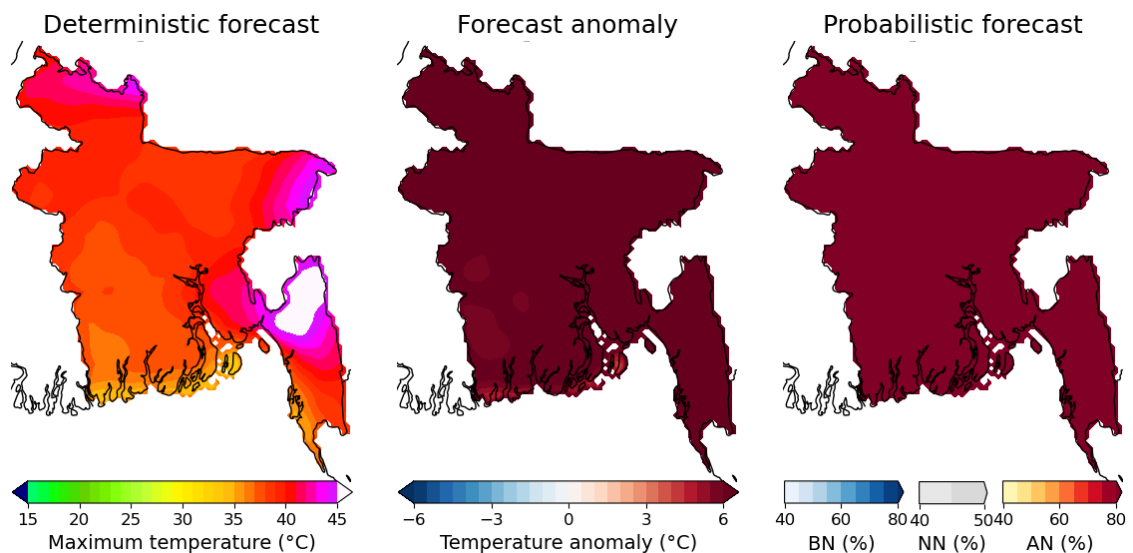 Deterministic forecast
Forecast anomaly
Probabilistic forecast
15 20 25 30 35 40 45
Maximum temperature (°C)
−6 −3 0 3 6
Temperature anomaly (°C)
40 60 80
BN (%)
40 50
NN (%)
40 60 80
AN (%)